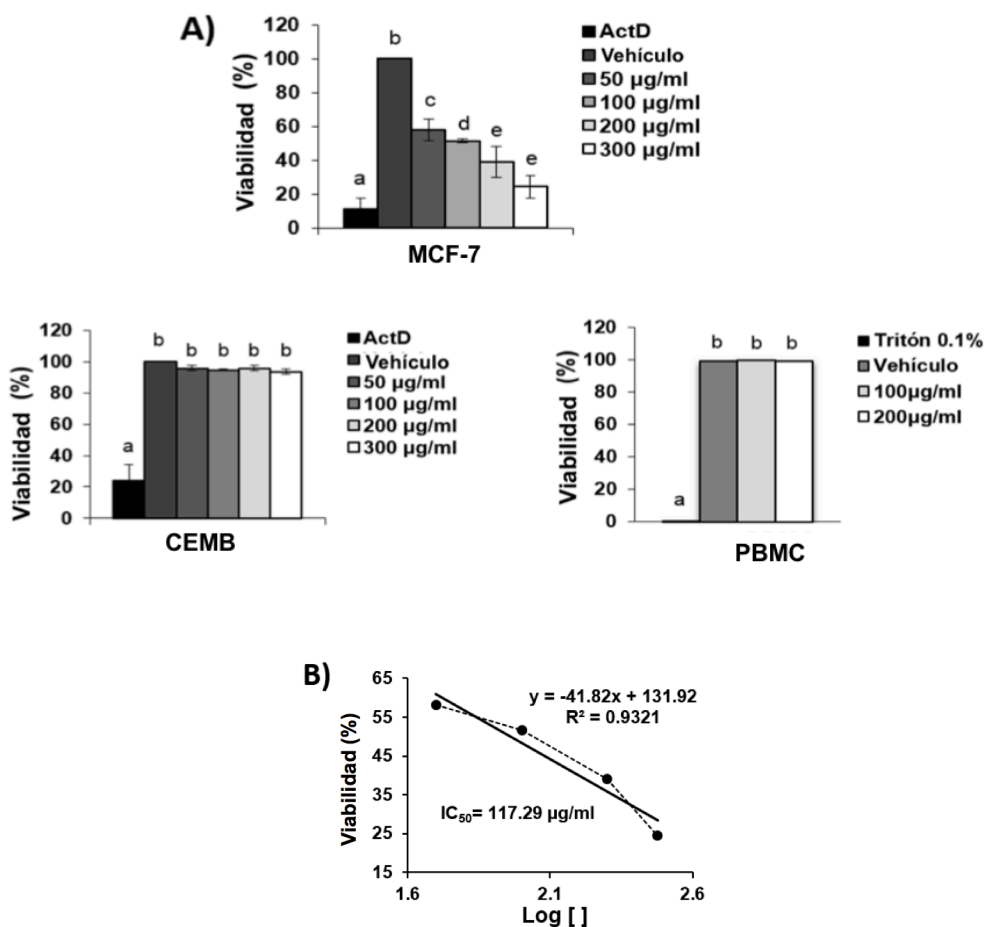 A)
Viabilidad (%)
120
100
80
60
40
20
0
a
b
c
d
e
e
MCF-7
ActD
Vehículo
50 µg/ml
100 µg/ml
200 µg/ml
300 µg/ml
Viabilidad (%)
120
100
80
60
40
20
0
a
b
b
b
b
b
CEMB
ActD
Vehículo
50 µg/ml
100 µg/ml
200 µg/ml
300 µg/ml
Viabilidad (%)
120
100
80
60
40
20
0
a
b
b
b
PBMC
Tritón 0.1%
Vehículo
100µg/ml
200µg/ml
B)
Viabilidad (%)
65
55
45
35
25
15
y = -41.82x + 131.92
R² = 0.9321
IC₅₀= 117.29 µg/ml
1.6
2.1
2.6
Log [ ]